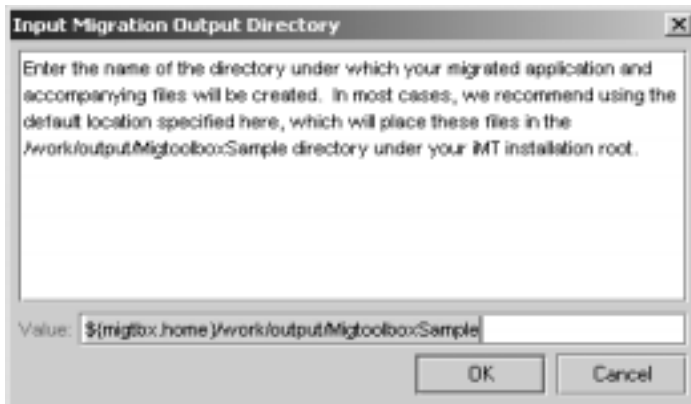 Input Migration Output Directory
Enter the name of the directory under which your migrated application and
accompanying files will be created. In most cases, we recommend using the
default location specified here, which will place these files in the
/work/output/MigtoolboxSample directory under your iMT installation root.
Value: ${migtbx.home}/work/output/MigtoolboxSample
OK Cancel